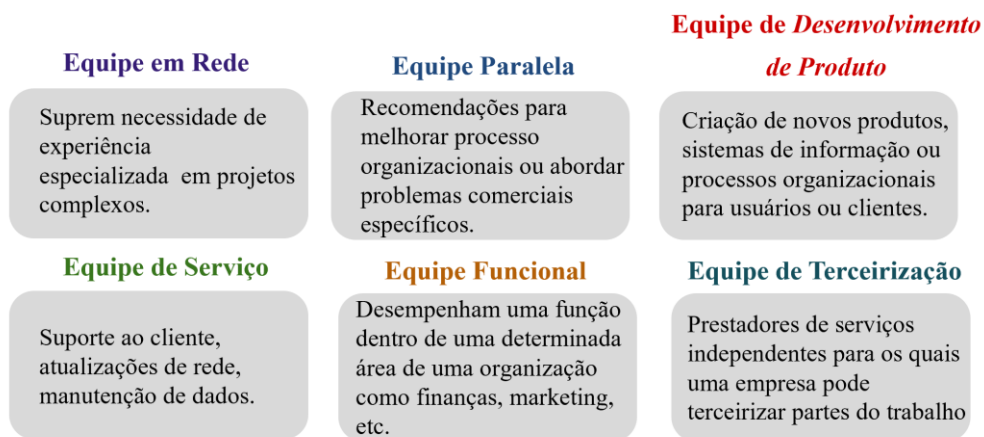 Equipe em Rede
Suprem necessidade de
experiência
especializada em projetos
complexos.
Equipe Paralela
Recomendações para
melhorar processo
organizacionais ou abordar
problemas comerciais
específicos.
Equipe de Desenvolvimento
de Produto
Criação de novos produtos,
sistemas de informação ou
processos organizacionais
para usuários ou clientes.
Equipe de Serviço
Suporte ao cliente,
atualizações de rede,
manutenção de dados.
Equipe Funcional
Desempenham uma função
dentro de uma determinada
área de uma organização
como finanças, marketing,
etc.
Equipe de Terceirização
Prestadores de serviços
independentes para os quais
uma empresa pode
terceirizar partes do trabalho